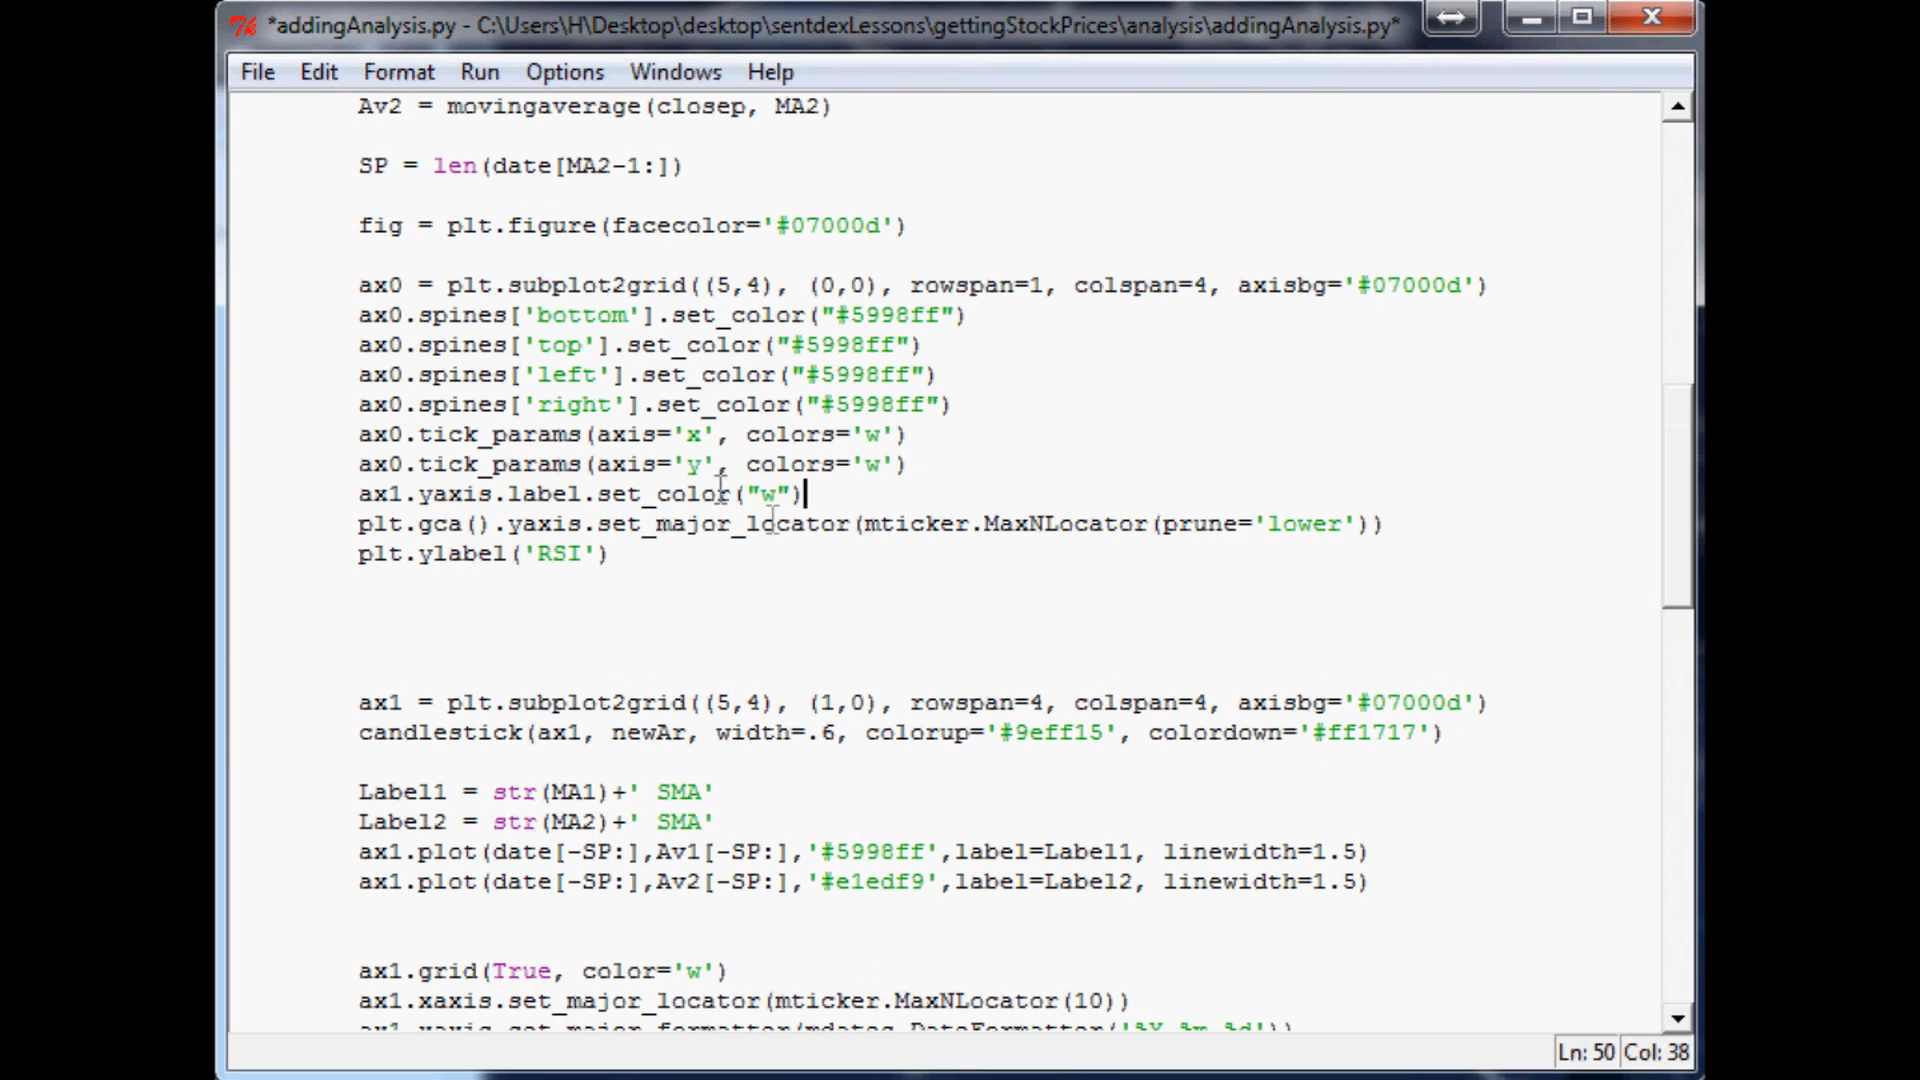 *addingAnalysis.py - C:\Users\H\Desktop\desktop\sentdexLessons\gettingStockPrices\analysis\addingAnalysis.py*
File Edit Format Run Options Windows Help
Av2 = movingaverage(closep, MA2)
SP = len(date[MA2-1:])
fig = plt.figure(facecolor='#07000d')
ax0 = plt.subplot2grid((5,4), (0,0), rowspan=1, colspan=4, axisbg='#07000d')
ax0.spines['bottom'].set_color("#5998ff")
ax0.spines['top'].set_color("#5998ff")
ax0.spines['left'].set_color("#5998ff")
ax0.spines['right'].set_color("#5998ff")
ax0.tick_params(axis='x', colors='w')
ax0.tick_params(axis='y', colors='w')
ax1.yaxis.label.set_color("w")
plt.gca().yaxis.set_major_locator(mticker.MaxNLocator(prune='lower'))
plt.ylabel('RSI')
ax1 = plt.subplot2grid((5,4), (1,0), rowspan=4, colspan=4, axisbg='#07000d')
candlestick(ax1, newAr, width=.6, colorup='#9eff15', colordown='#ff1717')
Label1 = str(MA1)+' SMA'
Label2 = str(MA2)+' SMA'
ax1.plot(date[-SP:],Av1[-SP:],'#5998ff',label=Label1, linewidth=1.5)
ax1.plot(date[-SP:],Av2[-SP:],'#e1edf9',label=Label2, linewidth=1.5)
ax1.grid(True, color='w')
ax1.xaxis.set_major_locator(mticker.MaxNLocator(10))
ax1.xaxis.set_major_formatter(mdates.DateFormatter('%Y-%m-%d'))
Ln: 50 Col: 38